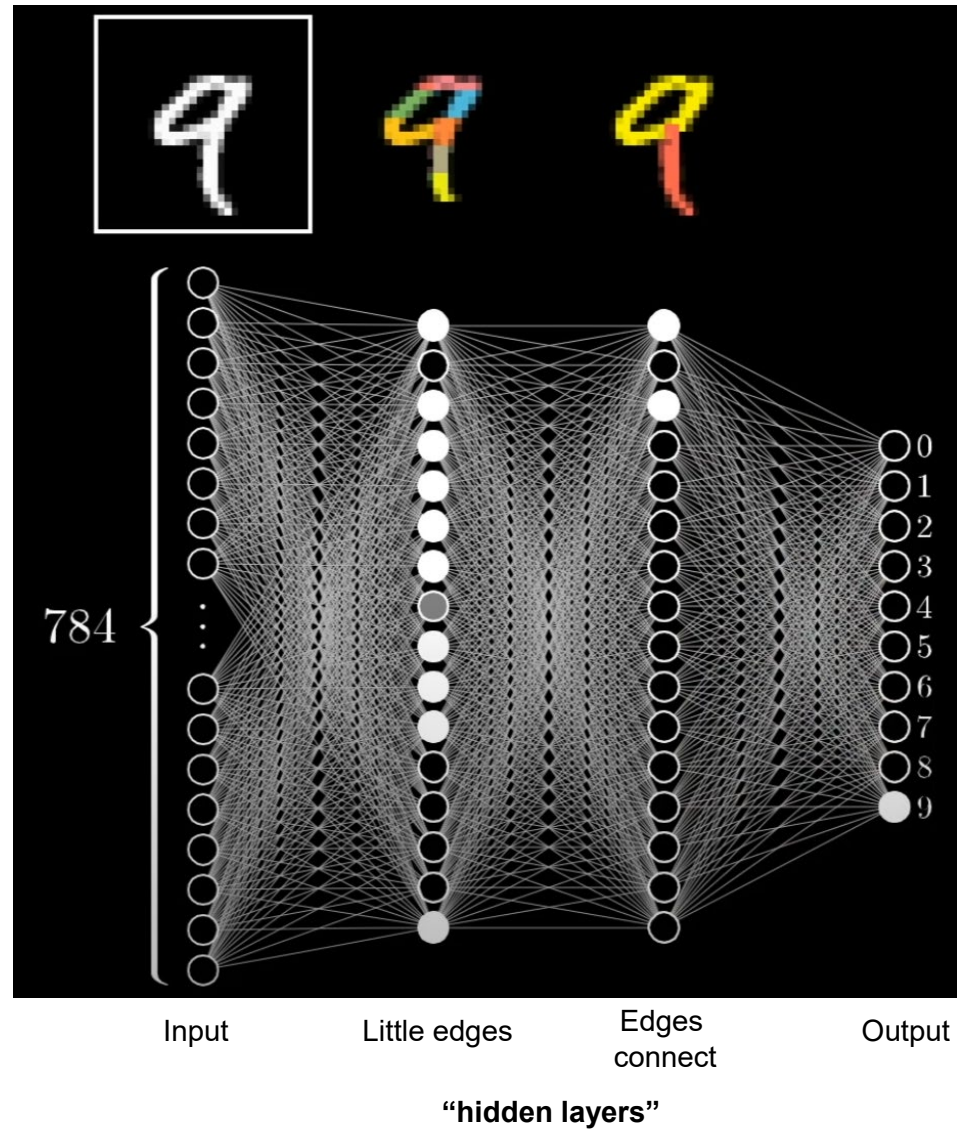 784
0
1
2
3
4
5
6
7
8
9
Input
Little edges
Edges
connect
Output
“hidden layers”